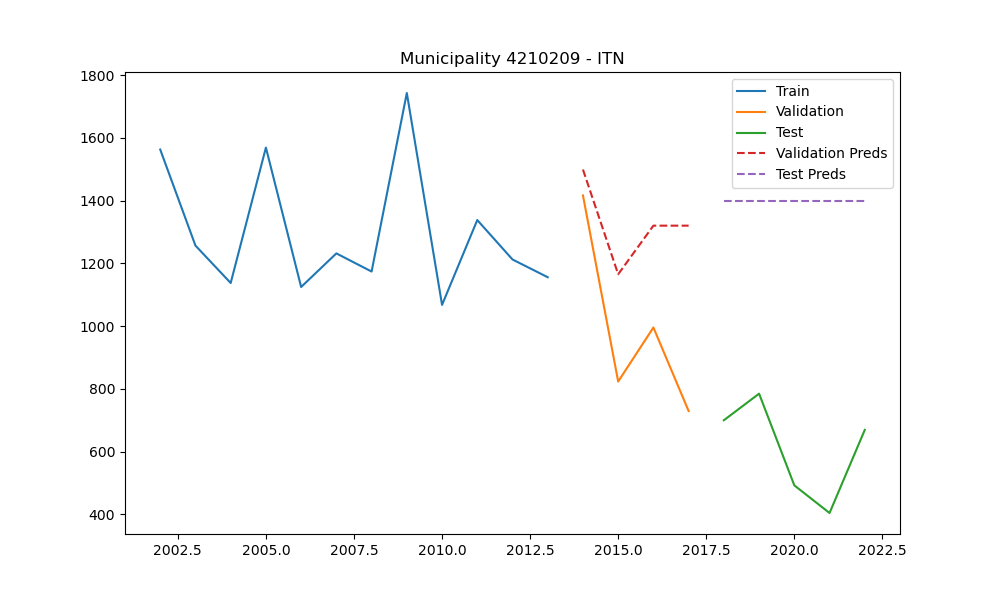 Municipality 4210209 - ITN
Train
Validation
Test
Validation Preds
Test Preds
1800
1600
1400
1200
1000
800
600
400
2002.5 2005.0 2007.5 2010.0 2012.5 2015.0 2017.5 2020.0 2022.5